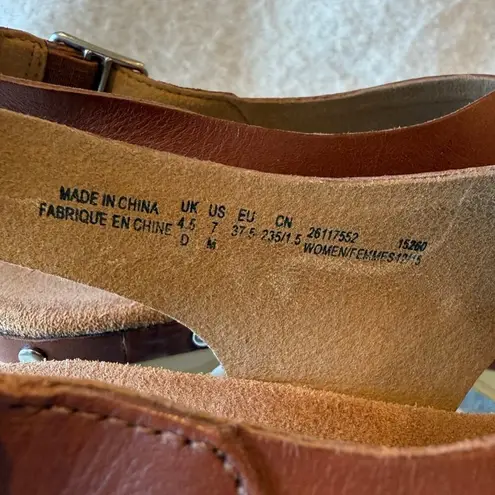 MADE IN CHINA UK US EU CN
FABRIQUE EN CHINE 4.5 7 37.5 235/1.5 26117552 15260
D M WOMEN/FEMMES